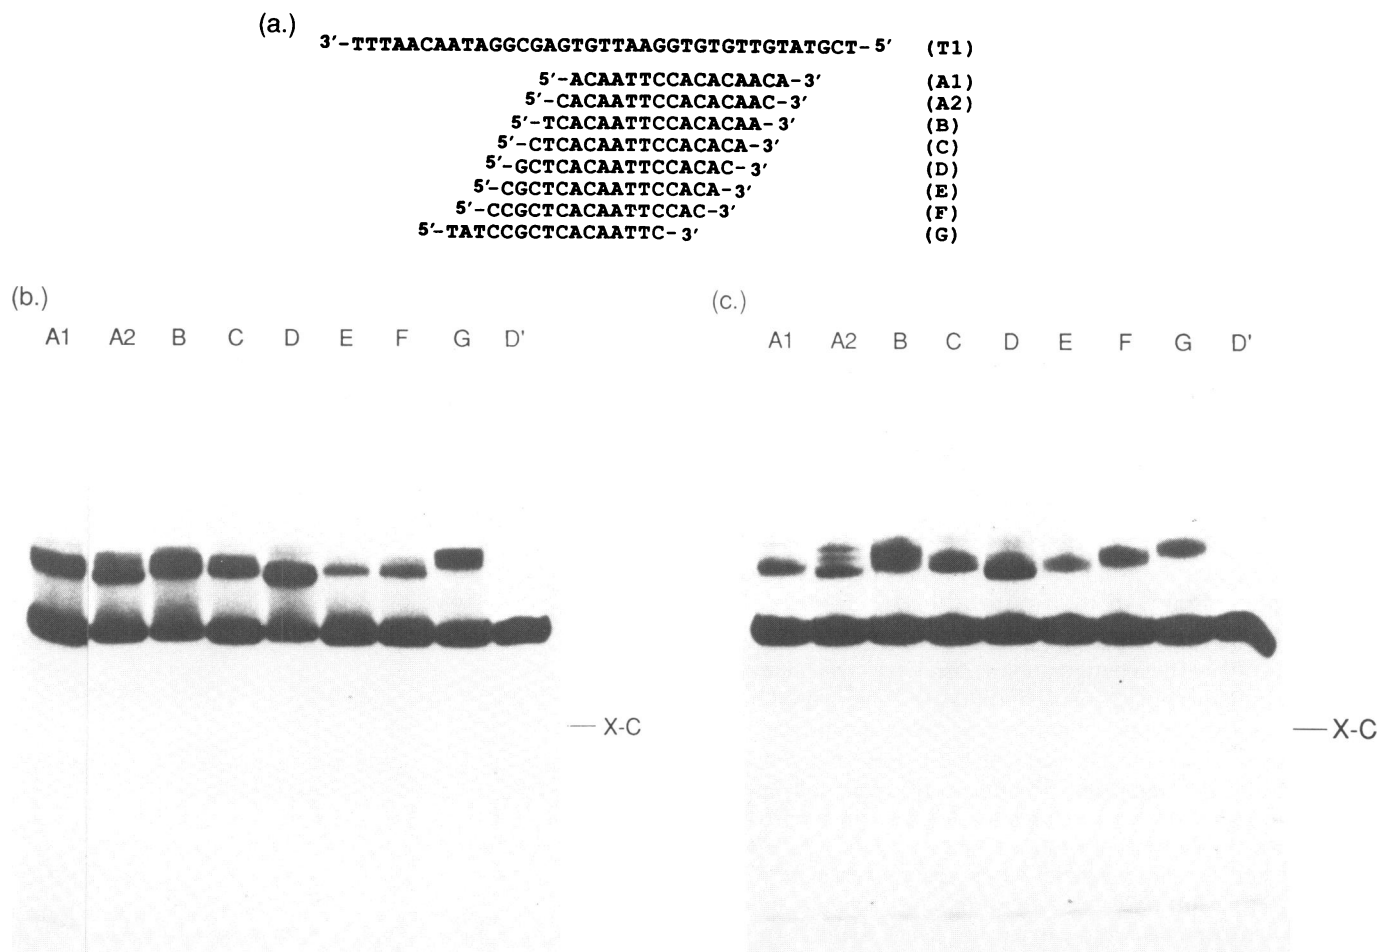 (a.)
3′-TTTAACAATAGGCGAGTGTTAAGGTGTGTTGTATGCT-5′ (T1)
5′-ACAATTCCACACAACA-3′ (A1)
5′-CACAATTCCACACAAC-3′ (A2)
5′-TCACAATTCCACACAA-3′ (B)
5′-CTCACAATTCCACACA-3′ (C)
5′-GCTCACAATTCCACAC-3′ (D)
5′-CGCTCACAATTCCACA-3′ (E)
5′-CCGCTCACAATTCCAC-3′ (F)
5′-TATCCGCTCACAATTC-3′ (G)
(b.)
A1 A2 B C D E F G D'
X-C
(c.)
A1 A2 B C D E F G D'
X-C